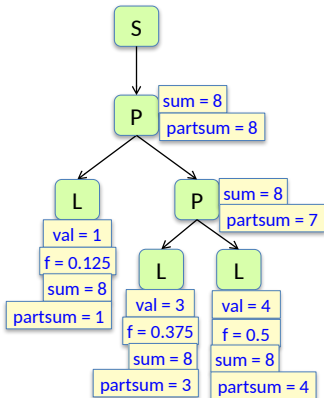 S
P
sum = 8
partsum = 8
L
val = 1
f = 0.125
sum = 8
partsum = 1
P
sum = 8
partsum = 7
L
val = 3
f = 0.375
sum = 8
partsum = 3
L
val = 4
f = 0.5
sum = 8
partsum = 4